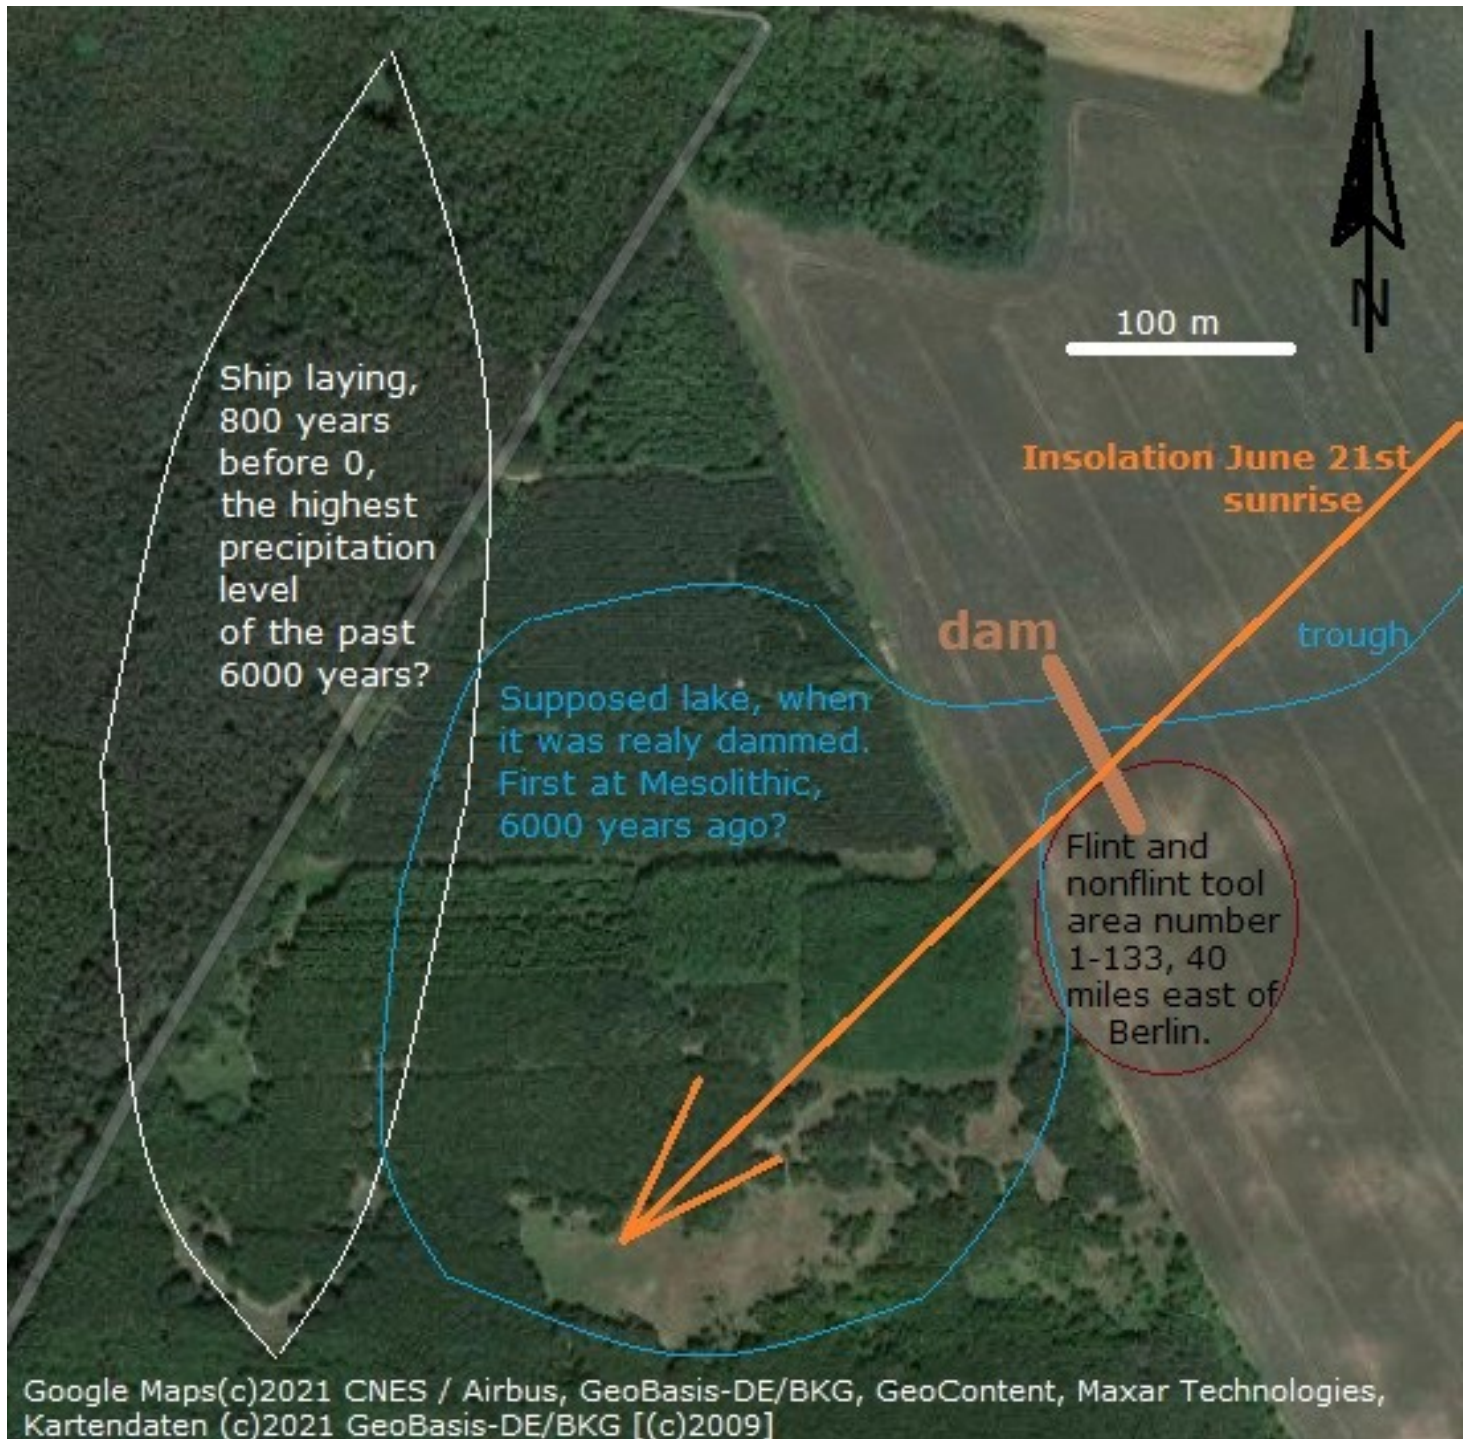 100 m
N
Ship laying,
800 years
before 0,
the highest
precipitation
level
of the past
6000 years?
Insolation June 21st
sunrise
dam
trough
Supposed lake, when
it was realy dammed.
First at Mesolithic,
6000 years ago?
Flint and
nonflint tool
area number
1-133, 40
miles east of
Berlin.
Google Maps(c)2021 CNES / Airbus, GeoBasis-DE/BKG, GeoContent, Maxar Technologies,
Kartendaten (c)2021 GeoBasis-DE/BKG [(c)2009]